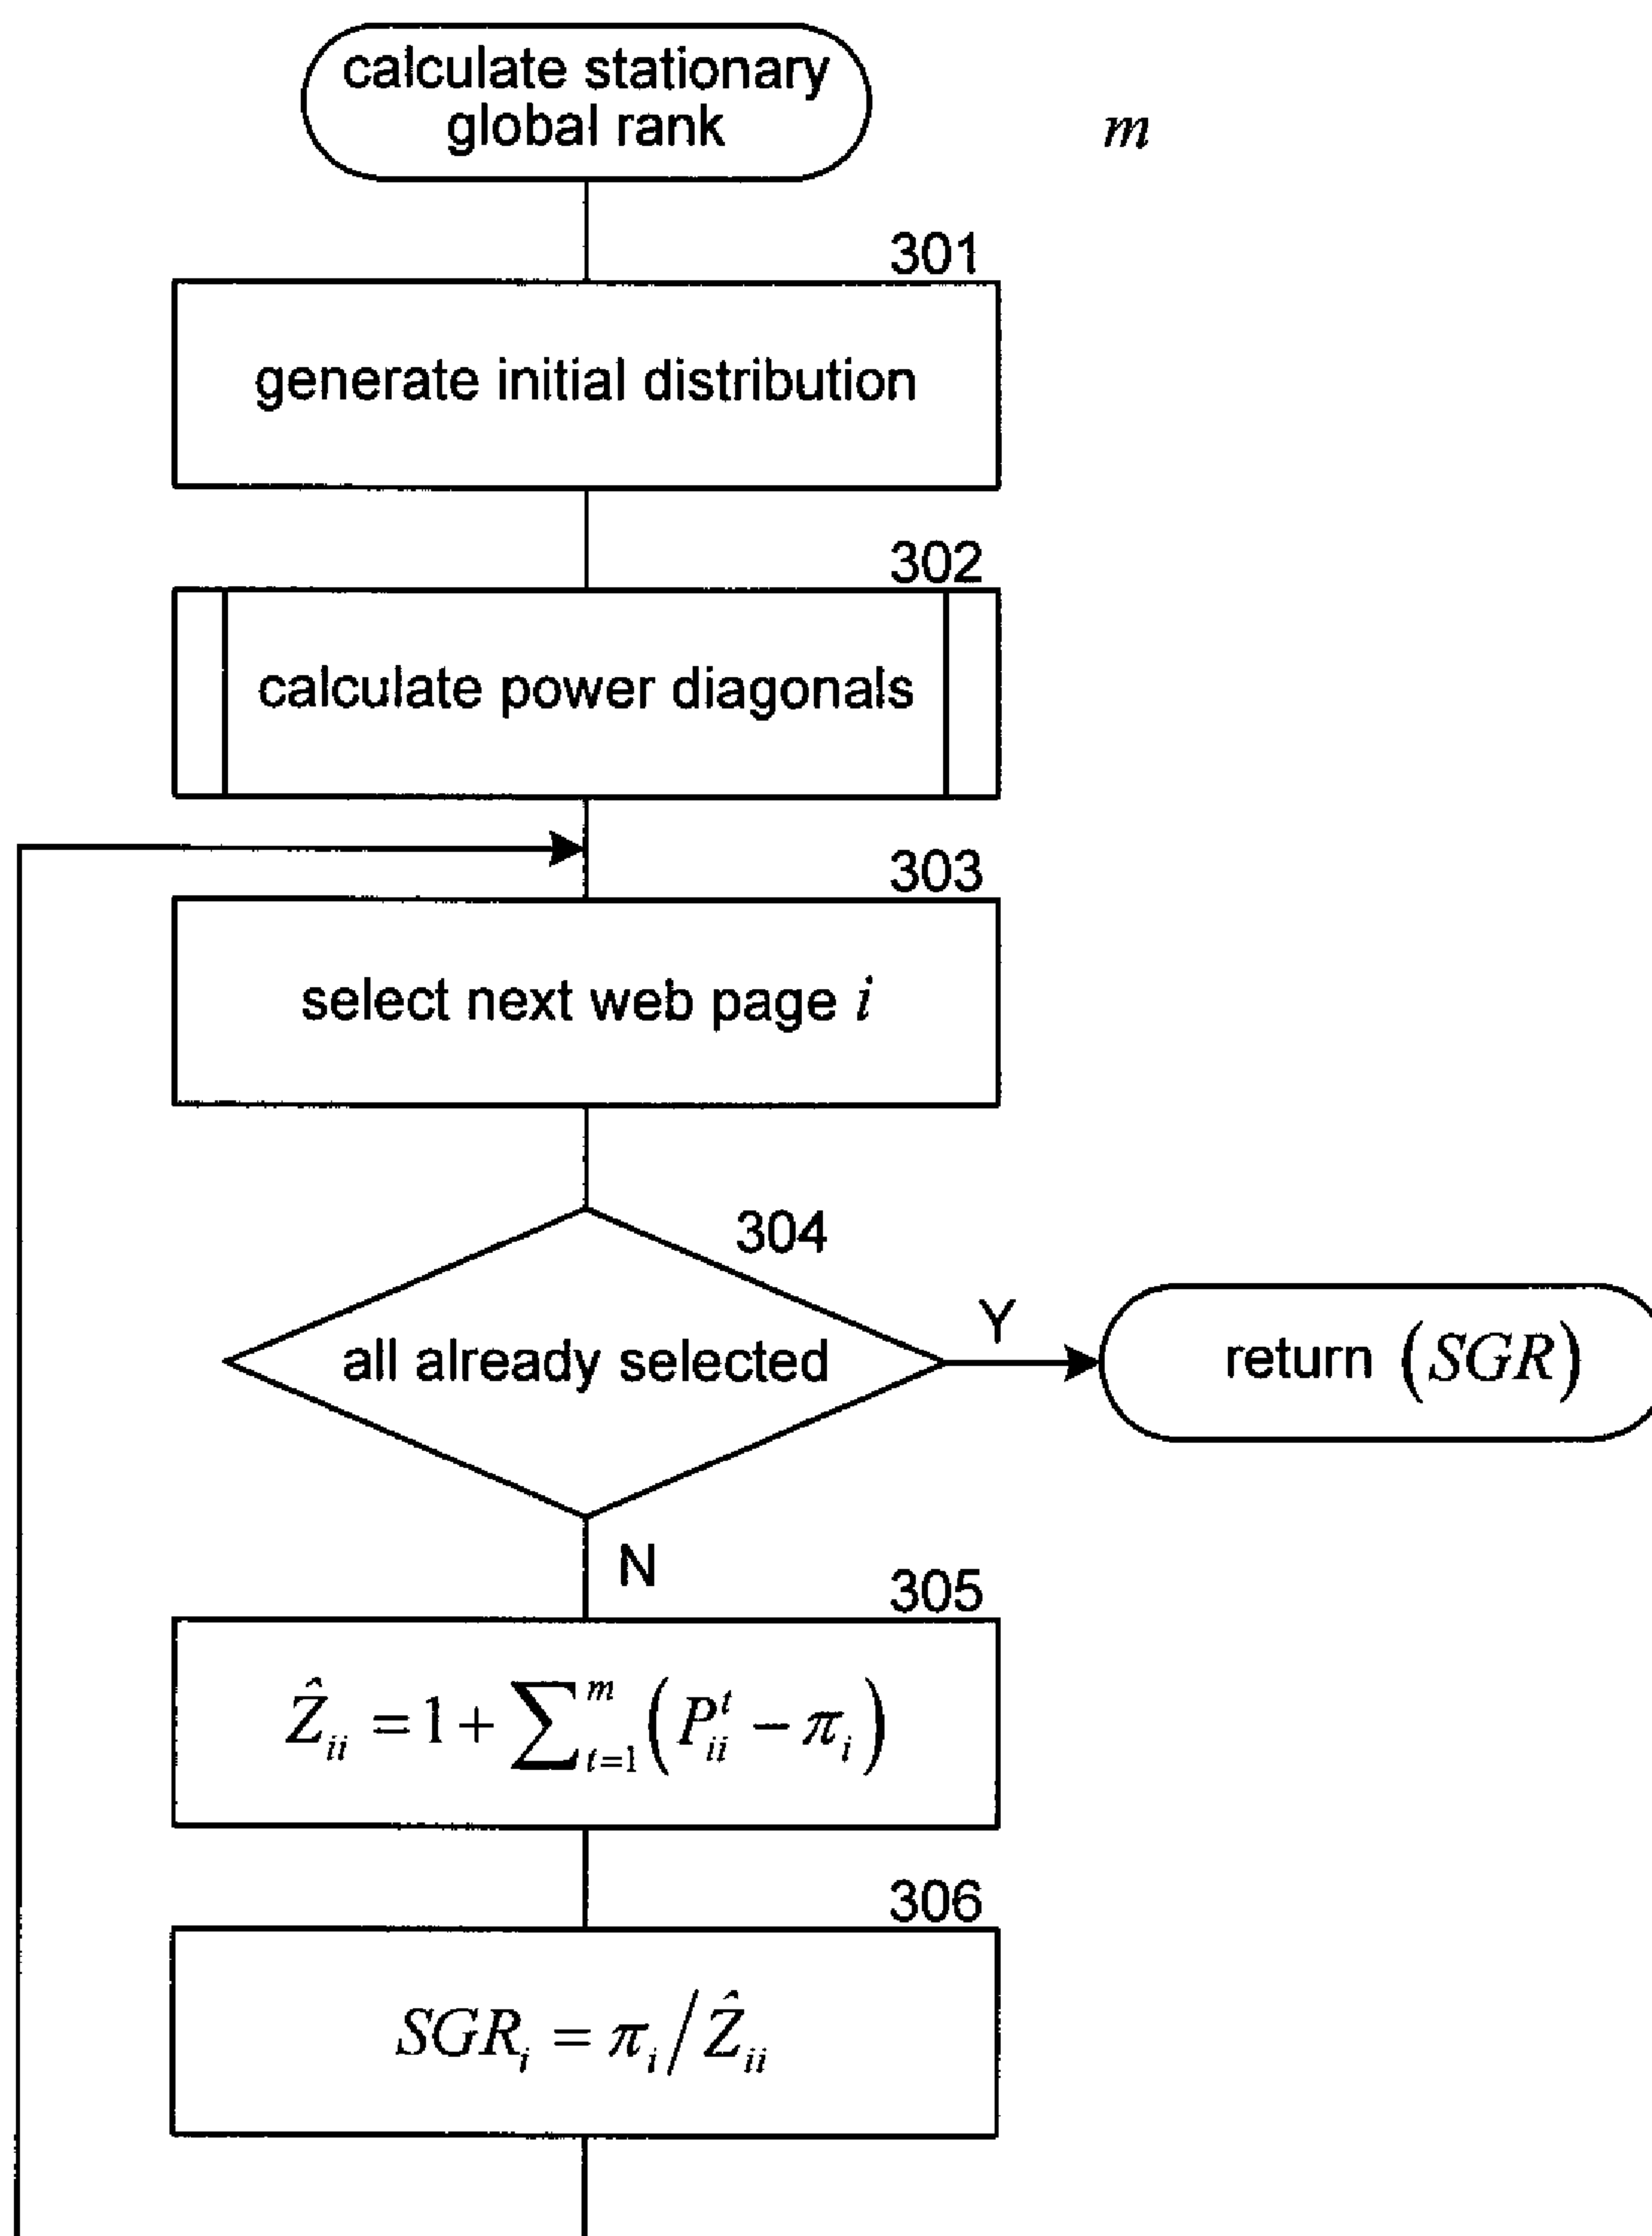 calculate stationary
global rank
m
301
generate initial distribution
302
calculate power diagonals
303
select next web page i
304
all already selected
Y
return (SGR)
N
305
Ẑ_ii = 1 + ∑_{t=1}^{m} (P_ii^t − π_i)
306
SGR_i = π_i / Ẑ_ii